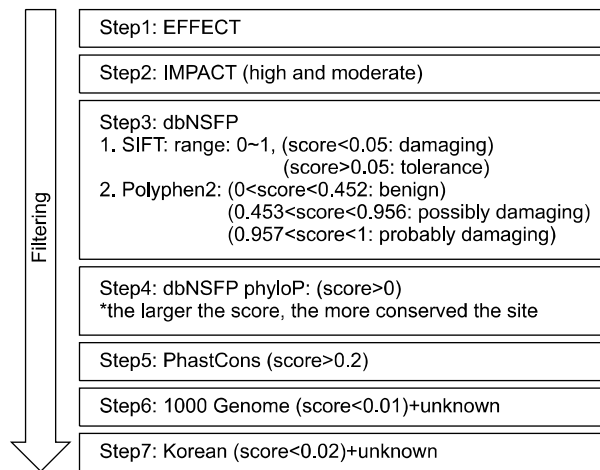 Filtering
Step1: EFFECT
Step2: IMPACT (high and moderate)
Step3: dbNSFP
1. SIFT: range: 0~1, (score<0.05: damaging)
(score>0.05: tolerance)
2. Polyphen2: (0<score<0.452: benign)
(0.453<score<0.956: possibly damaging)
(0.957<score<1: probably damaging)
Step4: dbNSFP phyloP: (score>0)
*the larger the score, the more conserved the site
Step5: PhastCons (score>0.2)
Step6: 1000 Genome (score<0.01)+unknown
Step7: Korean (score<0.02)+unknown